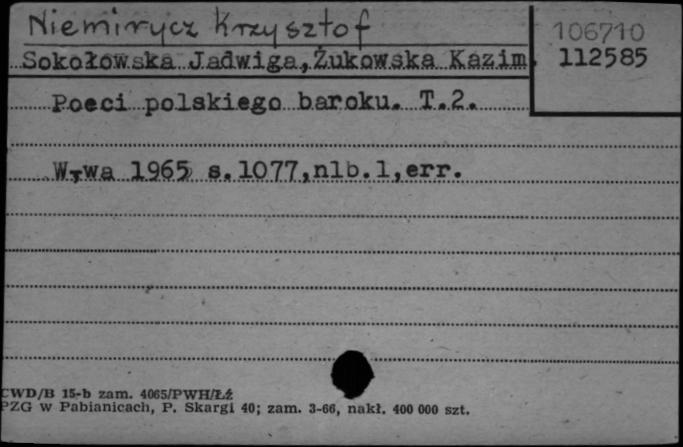 Niemirycz Krzysztof
106710
Sokołowska Jadwiga,Żukowska Kazim.
112585
Poeci polskiego baroku. T.2.
W-wa 1965 s.1077,nlb.1,err.
CWD/B 15-b zam. 4065/PWH/Łź
PZG w Pabianicach, P. Skargi 40; zam. 3-66, nakł. 400 000 szt.